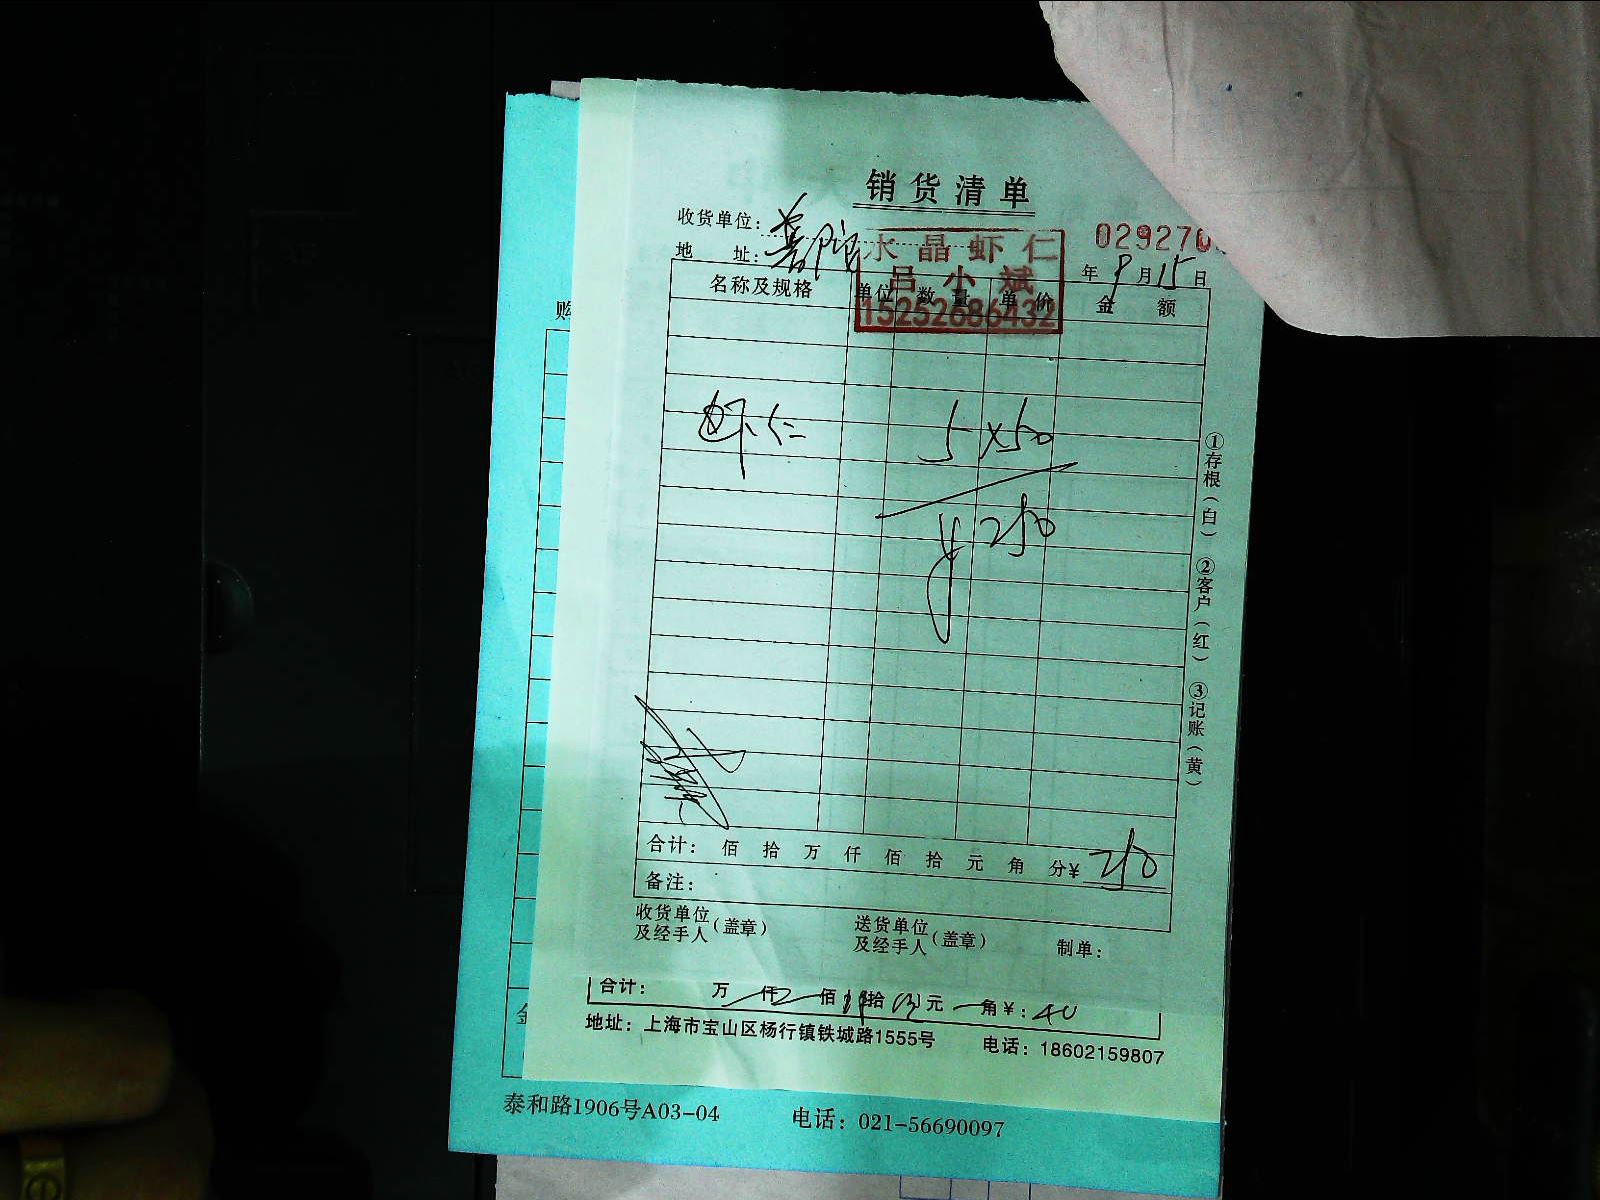 销货清单
收货单位:
水晶虾仁
029270
地 址:
吕小斌
年 9 月 15 日
名称及规格 单位 数量 单价 金额
15252686432
购
虾仁 5×50
¥250
①存根(白) ②客户(红) ③记账(黄)
合计: 佰 拾 万 仟 佰 拾 元 角 分¥ 250
备注:
收货单位及经手人(盖章) 送货单位及经手人(盖章) 制单:
合计: 万 仟 佰 拾 元 角¥: 40
地址: 上海市宝山区杨行镇铁城路1555号 电话: 18602159807
金
泰和路1906号A03-04 电话: 021-56690097